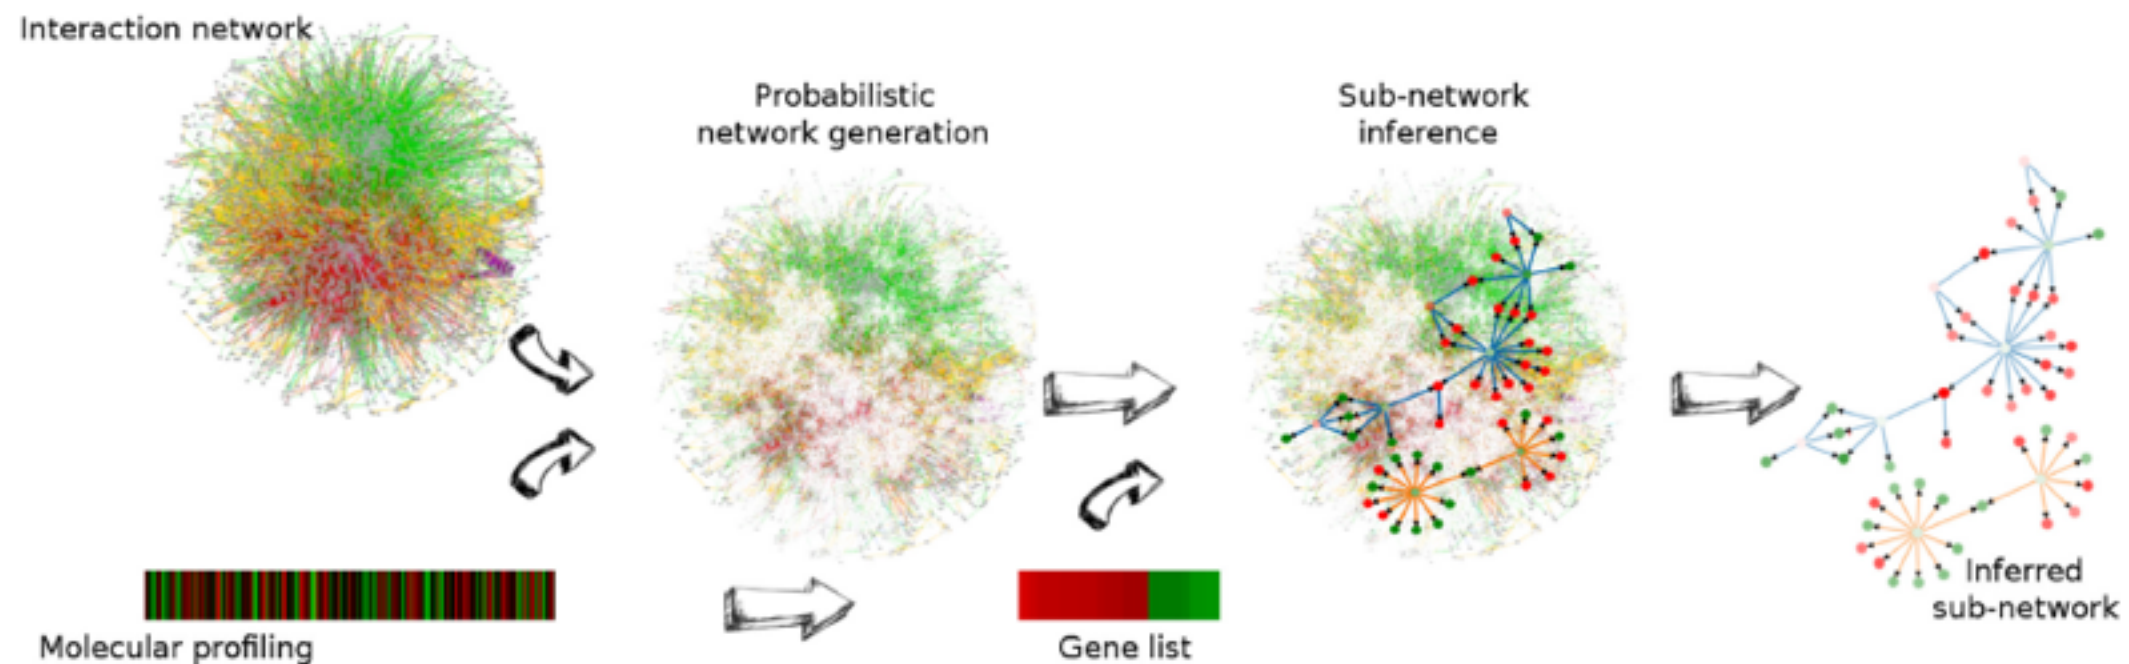 Interaction network
Probabilistic
network generation
Sub-network
inference
Molecular profiling
Gene list
Inferred
sub-network